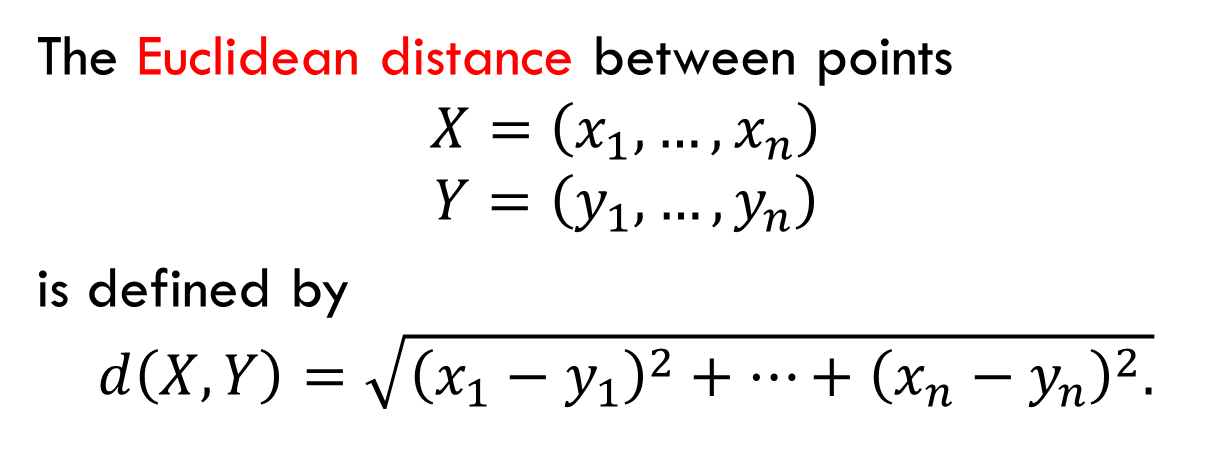 The Euclidean distance between points
X = (x₁, … , xₙ)
Y = (y₁, … , yₙ)
is defined by
d(X, Y) = √((x₁ − y₁)² + ⋯ + (xₙ − yₙ)²).